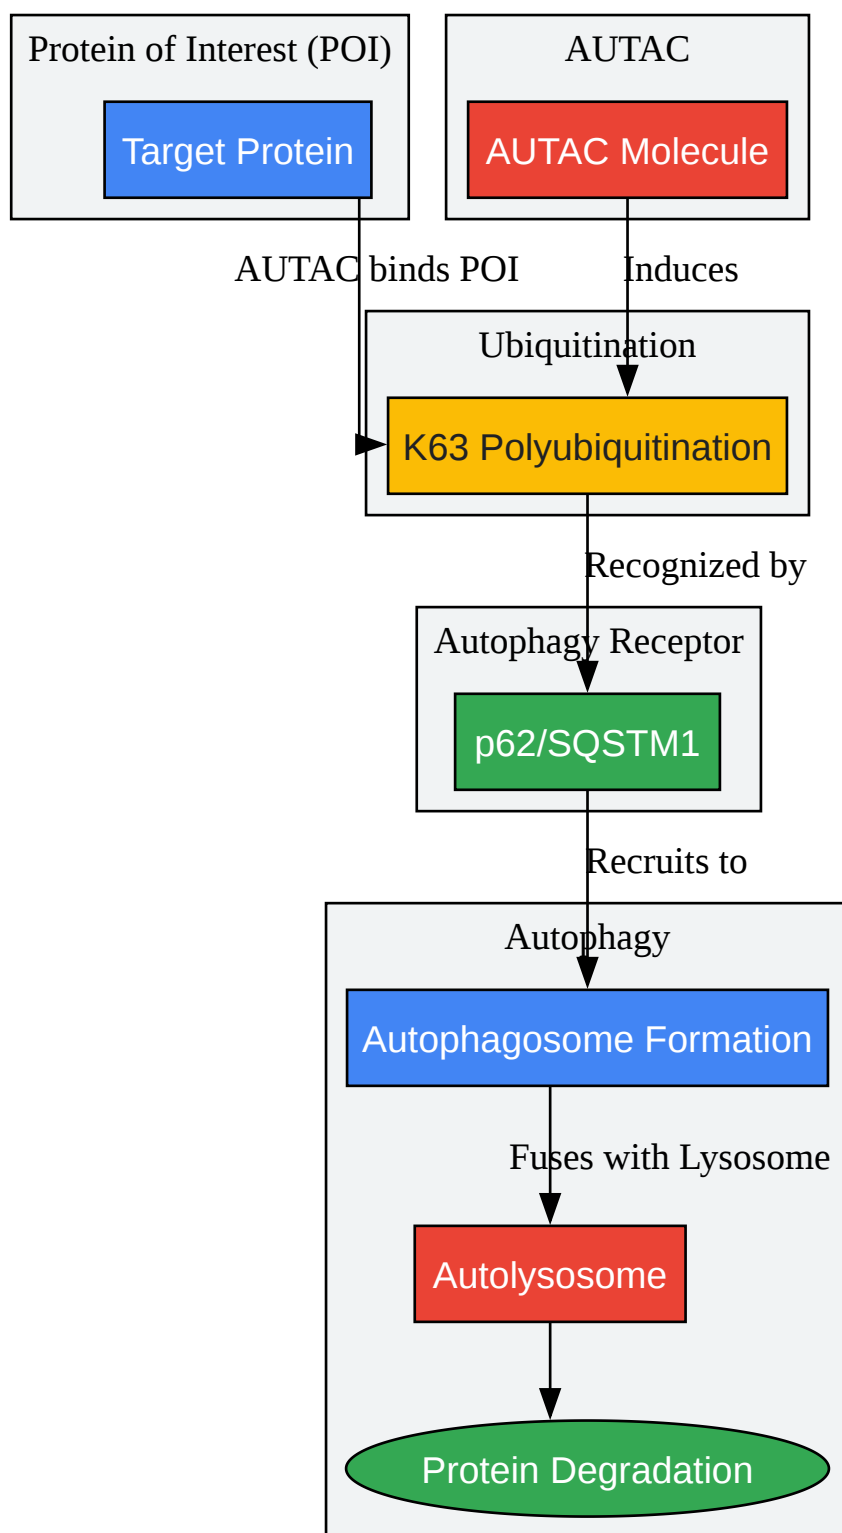 Protein of Interest (POI)
AUTAC
Target Protein
AUTAC Molecule
AUTAC binds POI
Induces
Ubiquitination
K63 Polyubiquitination
Recognized by
Autophagy Receptor
p62/SQSTM1
Recruits to
Autophagy
Autophagosome Formation
Fuses with Lysosome
Autolysosome
Protein Degradation